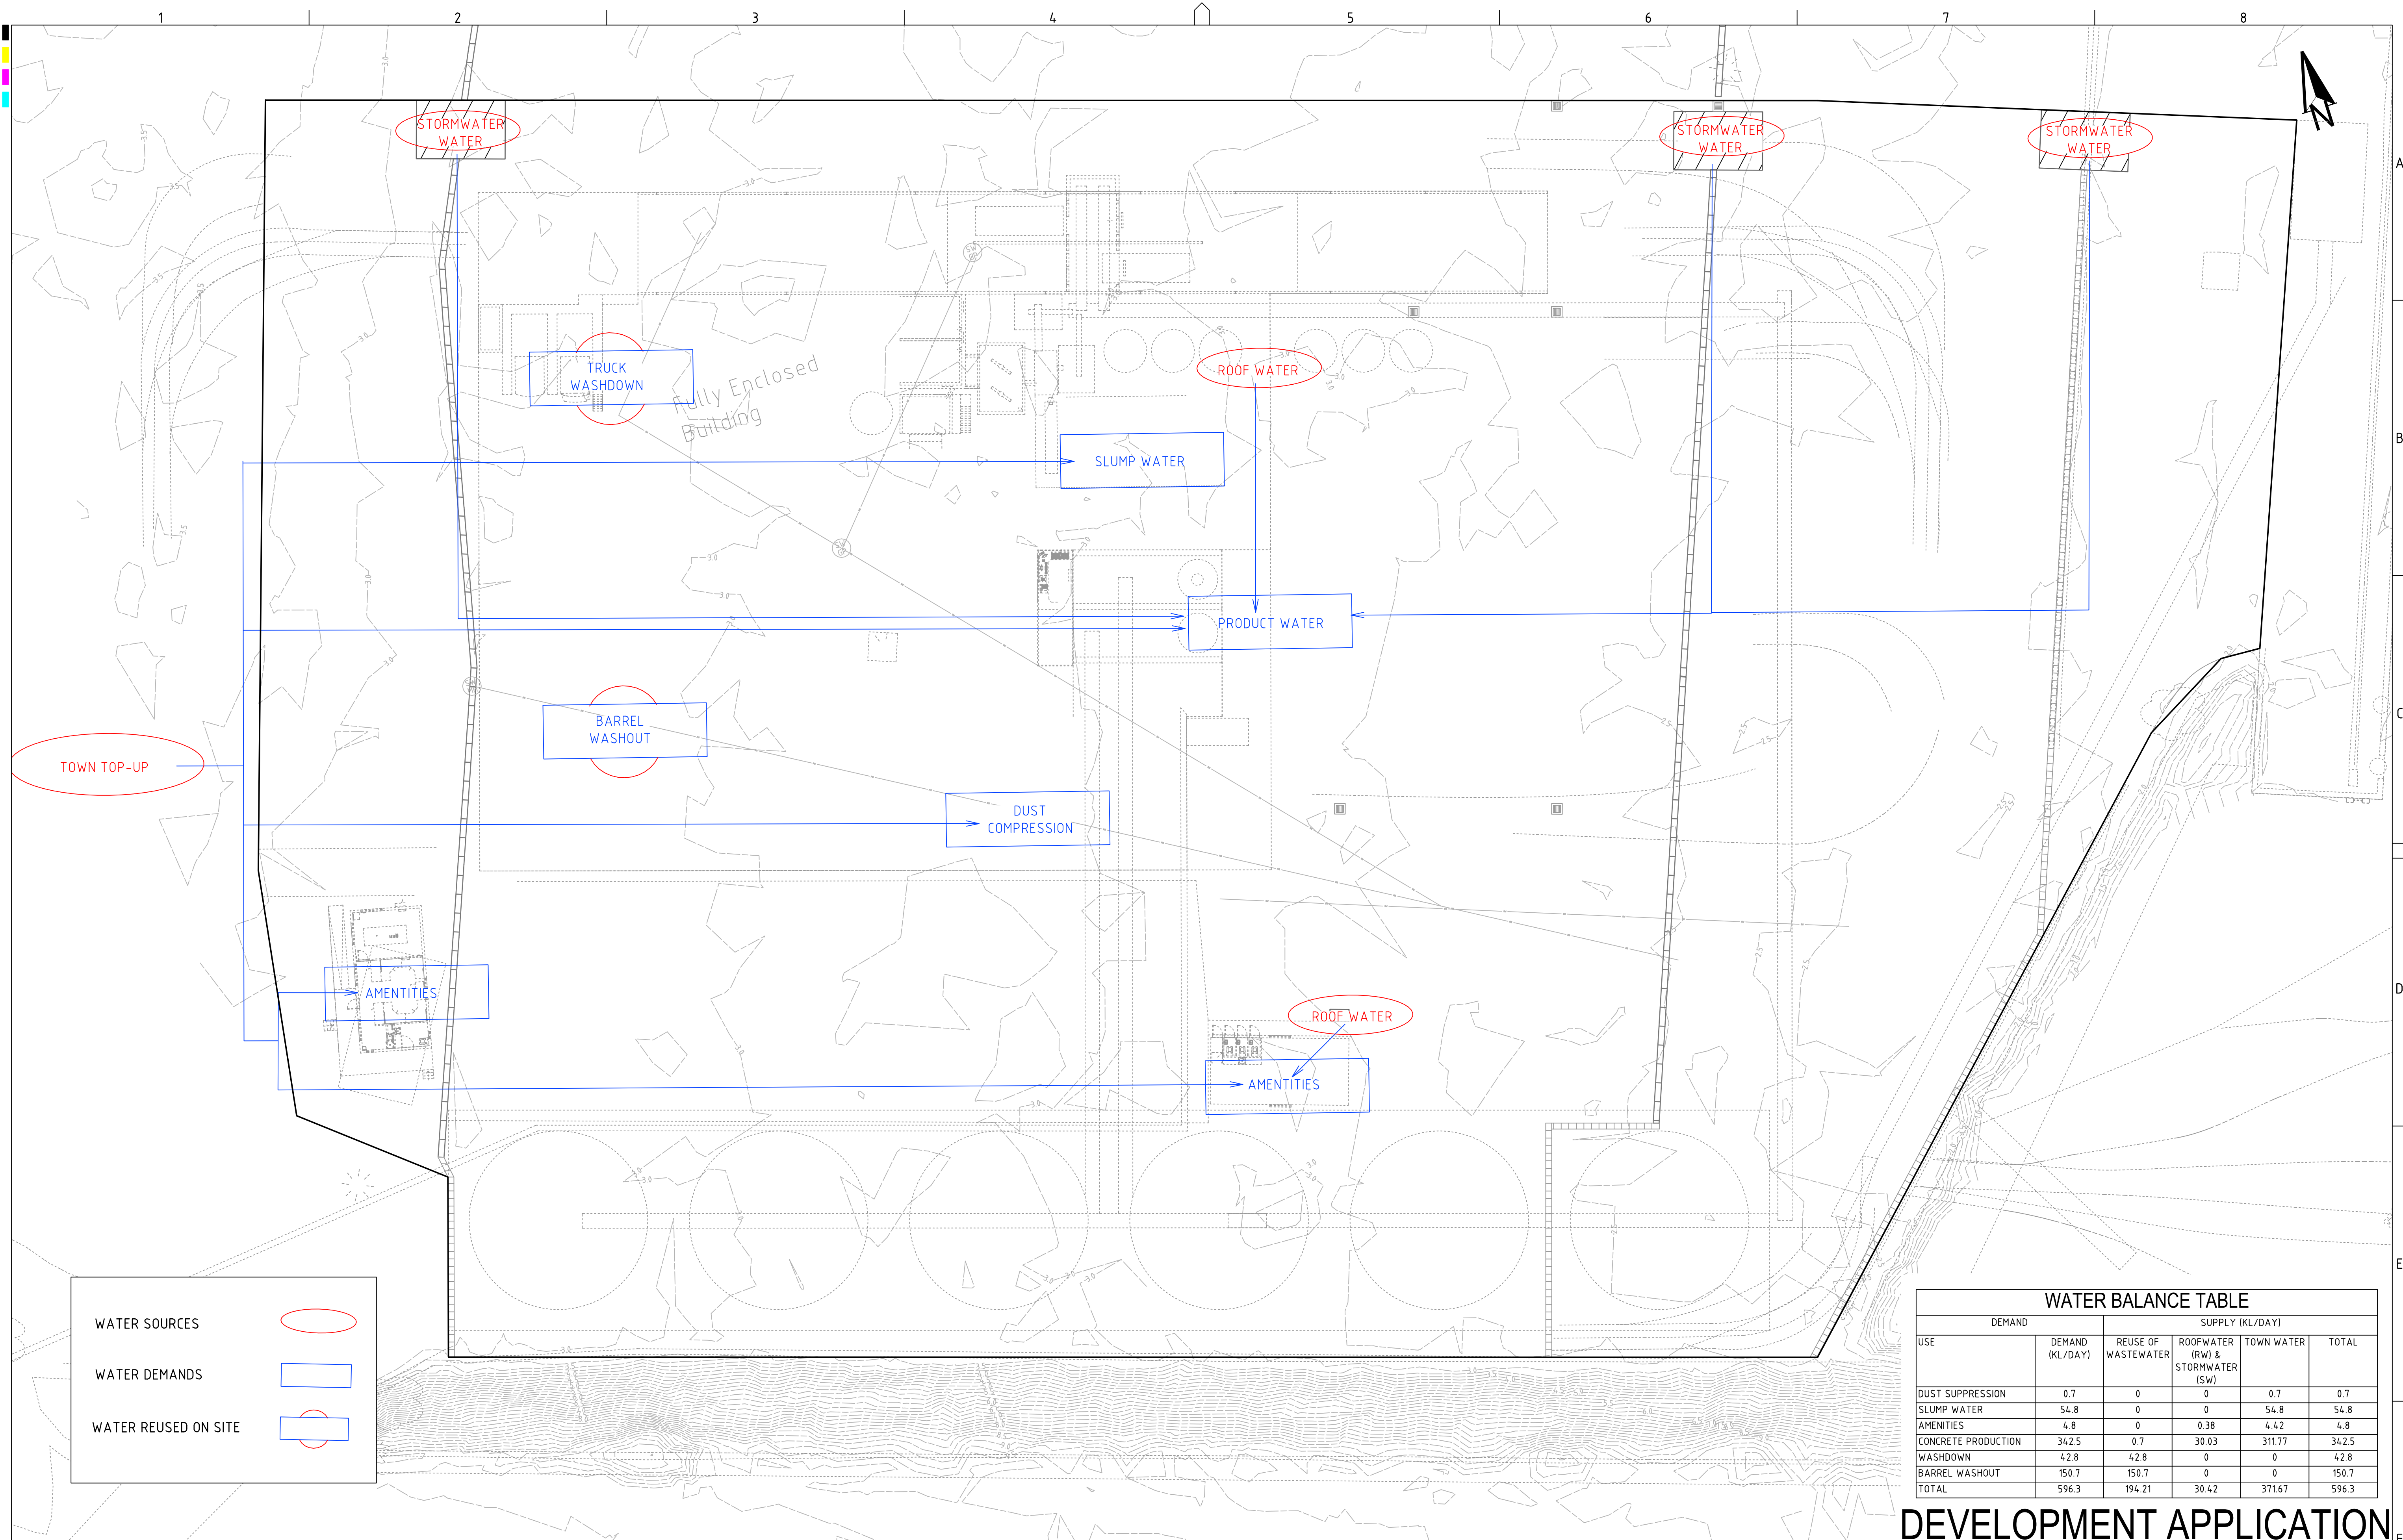 1 2 3 4 5 6 7 8
A
B
C
D
E
F
N
STORMWATER
WATER
STORMWATER
WATER
STORMWATER
WATER
TRUCK
WASHDOWN
Fully Enclosed
Building
ROOF WATER
SLUMP WATER
PRODUCT WATER
BARREL
WASHOUT
TOWN TOP-UP
DUST
COMPRESSION
AMENTITIES
ROOF WATER
AMENTITIES
WATER SOURCES
WATER DEMANDS
WATER REUSED ON SITE
WATER BALANCE TABLE
DEMAND SUPPLY (KL/DAY)
USE DEMAND (KL/DAY) REUSE OF WASTEWATER ROOFWATER (RW) & STORMWATER (SW) TOWN WATER TOTAL
DUST SUPPRESSION 0.7 0 0 0.7 0.7
SLUMP WATER 54.8 0 0 54.8 54.8
AMENITIES 4.8 0 0.38 4.42 4.8
CONCRETE PRODUCTION 342.5 0.7 30.03 311.77 342.5
WASHDOWN 42.8 42.8 0 0 42.8
BARREL WASHOUT 150.7 150.7 0 0 150.7
TOTAL 596.3 194.21 30.42 371.67 596.3
DEVELOPMENT APPLICATION